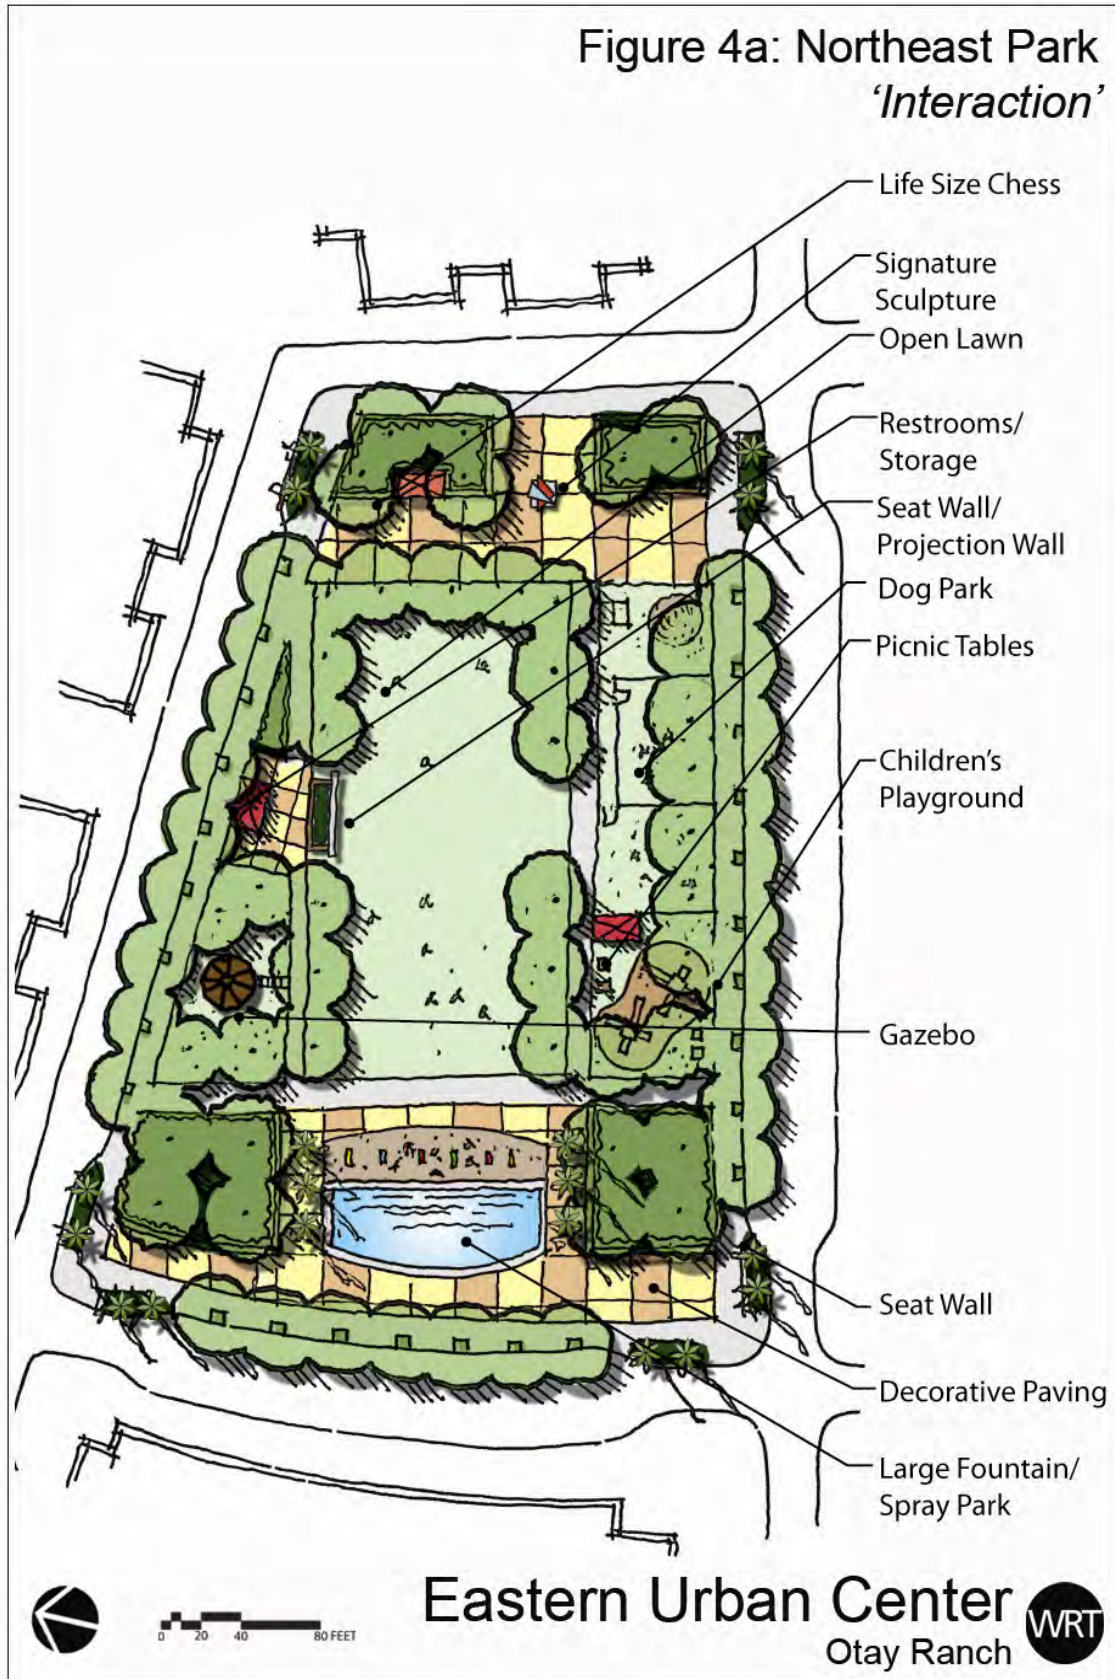 Figure 4a: Northeast Park
‘Interaction’
Life Size Chess
Signature
Sculpture
Open Lawn
Restrooms/
Storage
Seat Wall/
Projection Wall
Dog Park
Picnic Tables
Children’s
Playground
Gazebo
Seat Wall
Decorative Paving
Large Fountain/
Spray Park
0 20 40 80 FEET
Eastern Urban Center
Otay Ranch
WRT